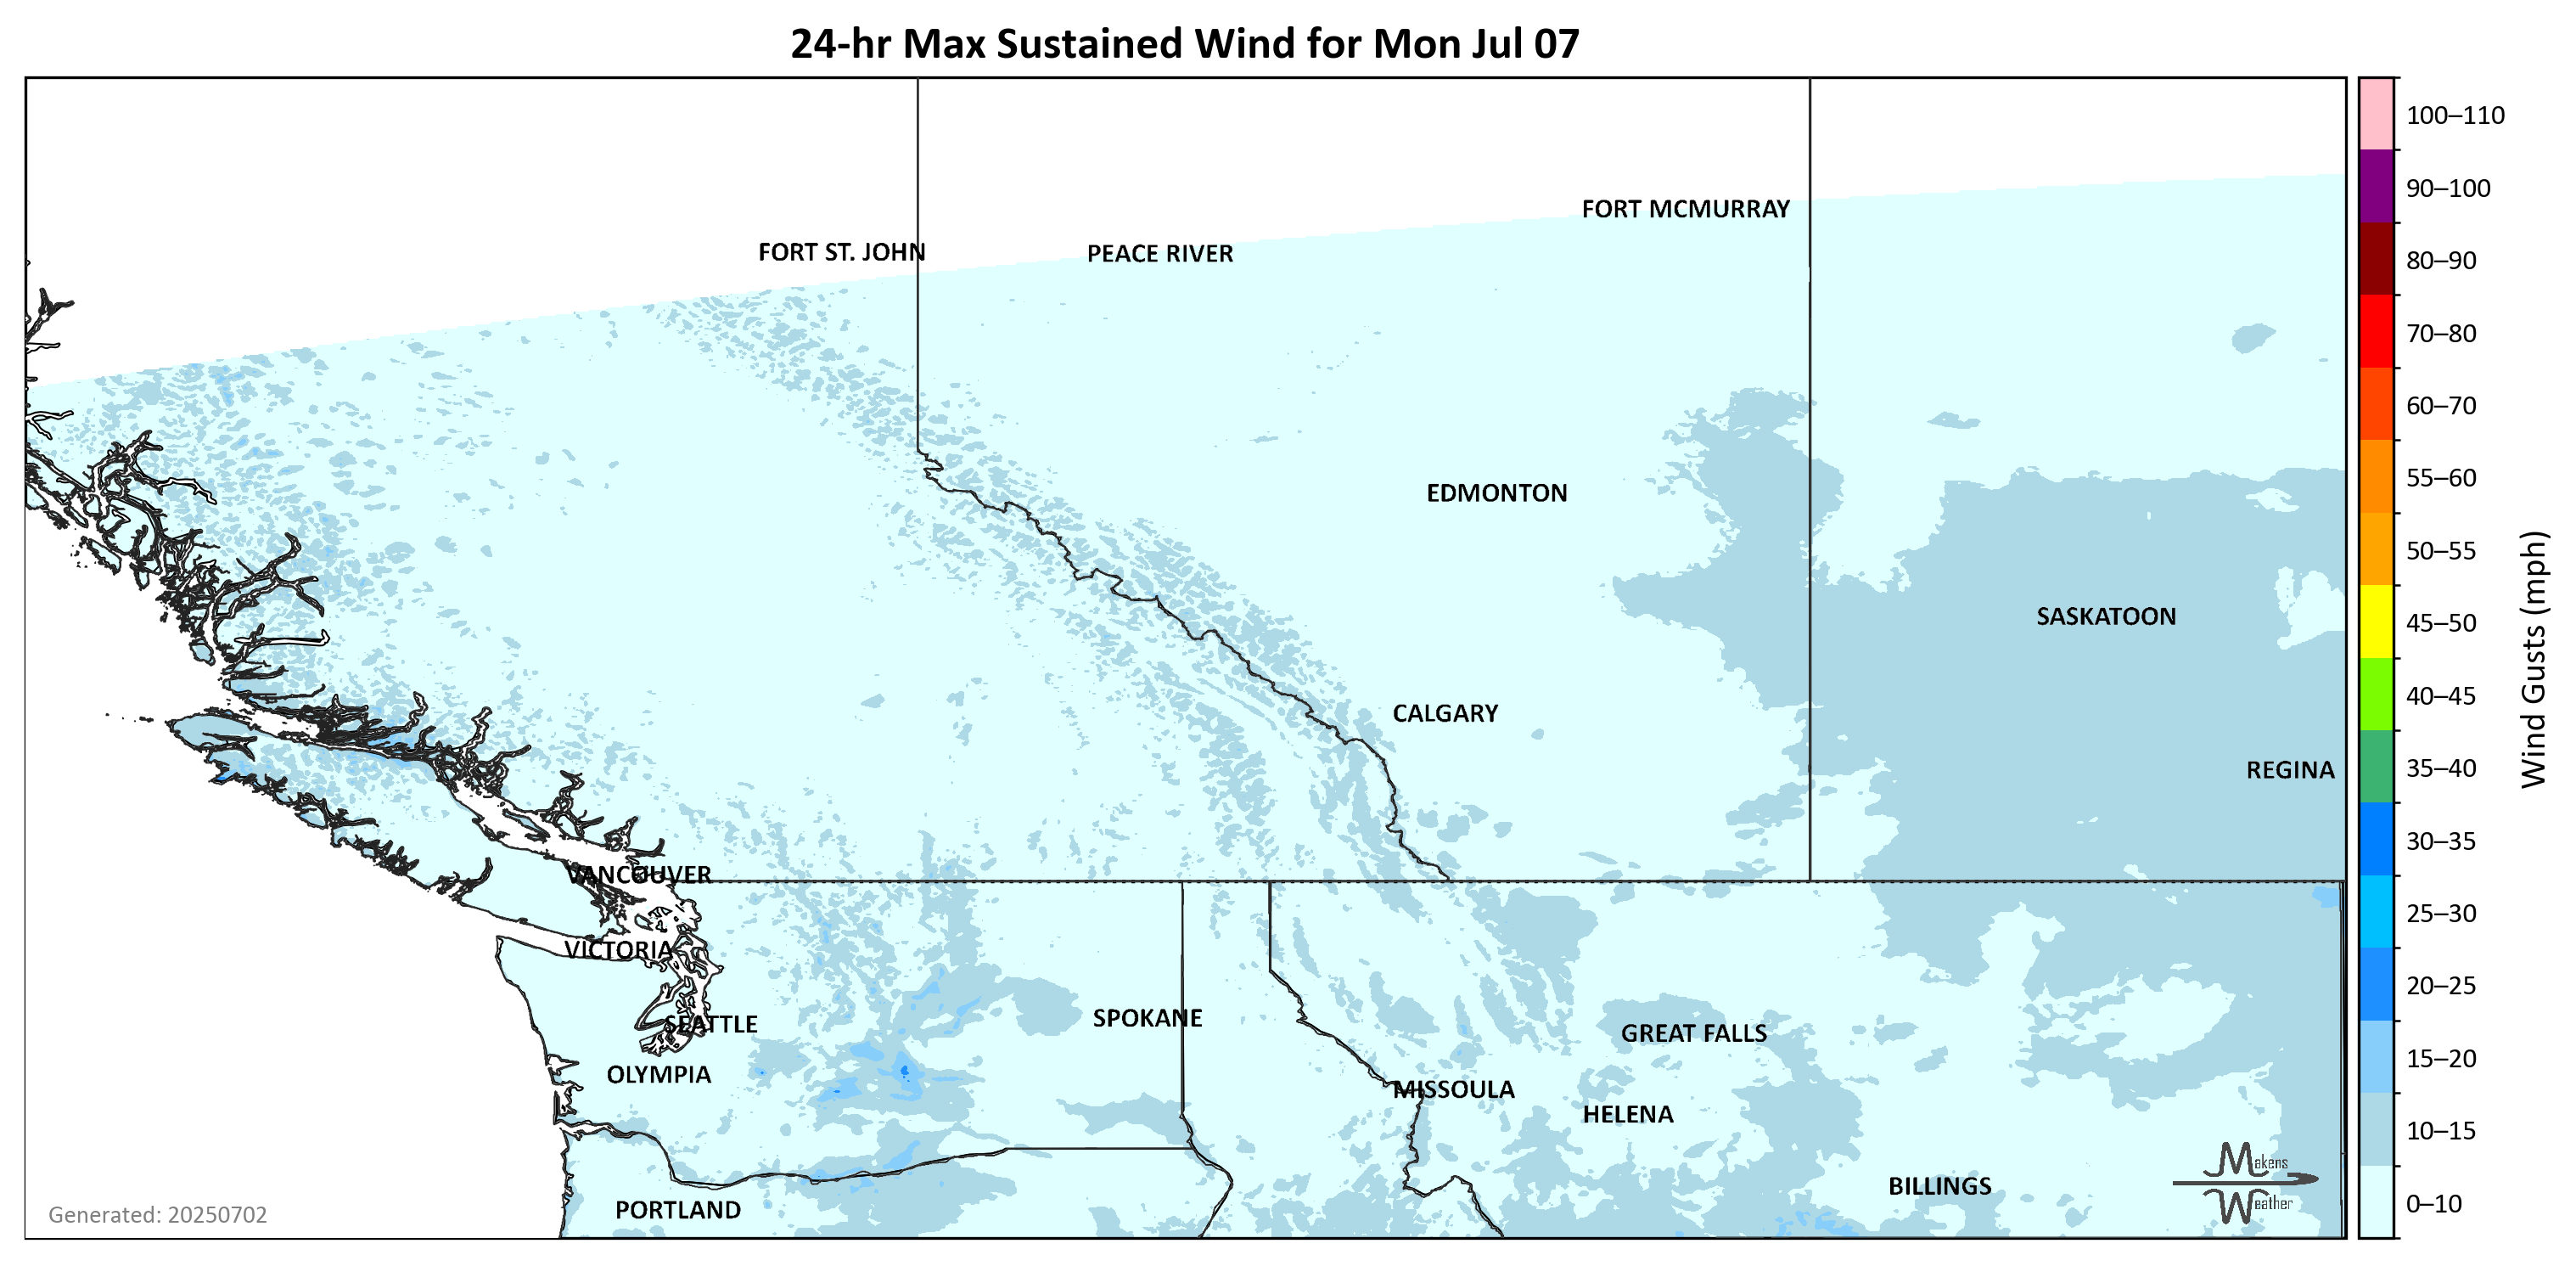 24-hr Max Sustained Wind for Mon Jul 07
100–110
90–100
80–90
70–80
60–70
55–60
50–55
45–50
40–45
35–40
30–35
25–30
20–25
15–20
10–15
0–10
Wind Gusts (mph)
FORT MCMURRAY
FORT ST. JOHN
PEACE RIVER
EDMONTON
SASKATOON
CALGARY
REGINA
VANCOUVER
VICTORIA
SEATTLE
SPOKANE
GREAT FALLS
OLYMPIA
MISSOULA
HELENA
BILLINGS
PORTLAND
Makens
Weather
Generated: 20250702